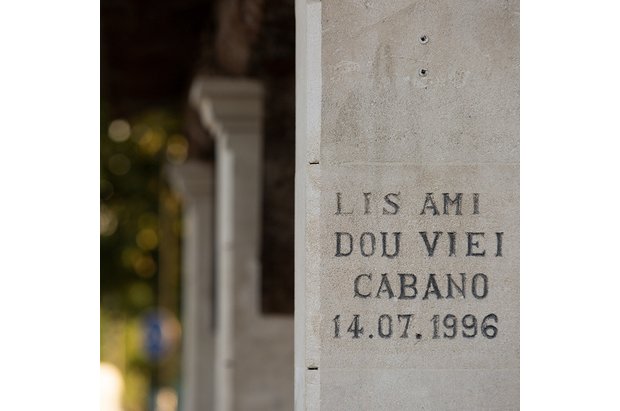 LIS AMI
DOU VIEI
CABANO
14.07.1996